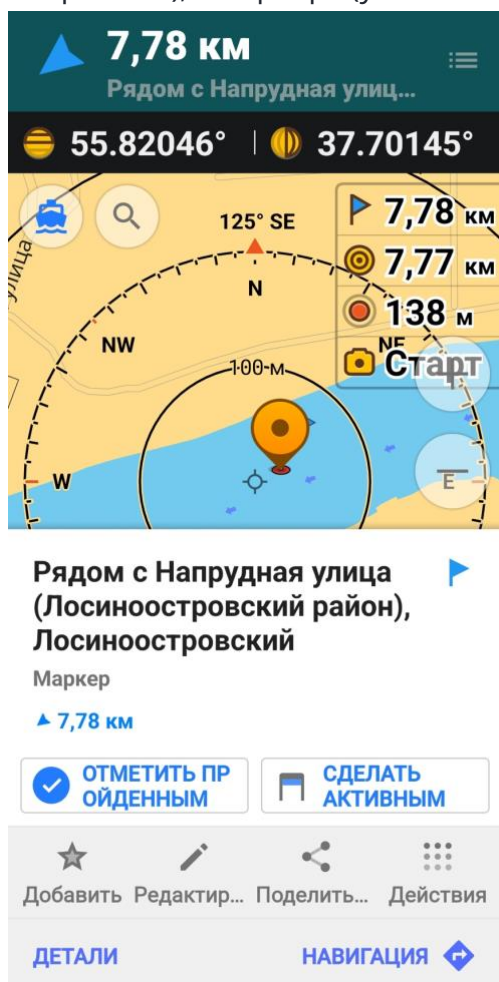 7,78 км
Рядом с Напрудная улиц...
55.82046° | 37.70145°
улица
125° SE
7,78 км
7,77 км
138 м
Старт
N
NW
NE
100 м
W
E
Рядом с Напрудная улица
(Лосиноостровский район),
Лосиноостровский
Маркер
7,78 км
ОТМЕТИТЬ ПР
ОЙДЕННЫМ
СДЕЛАТЬ
АКТИВНЫМ
Добавить Редактир... Поделить... Действия
ДЕТАЛИ НАВИГАЦИЯ